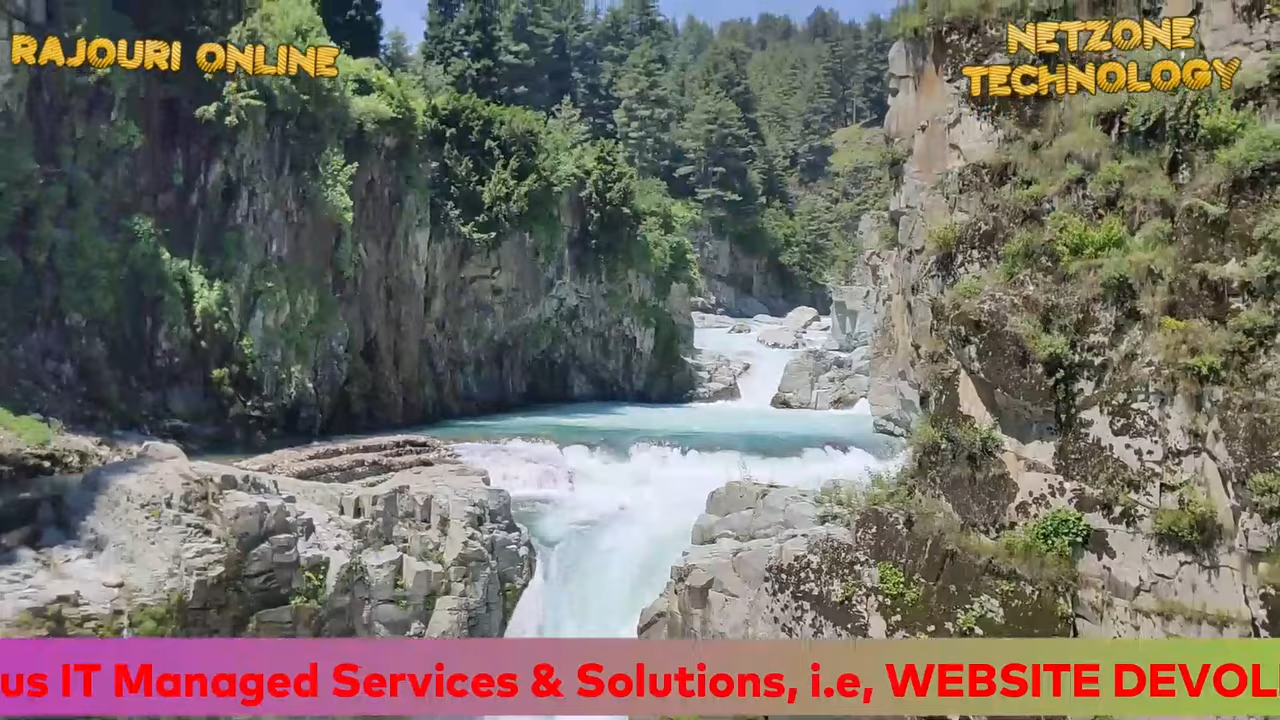 RAJOURI ONLINE
NETZONE
TECHNOLOGY
us IT Managed Services & Solutions, i.e, WEBSITE DEVOL